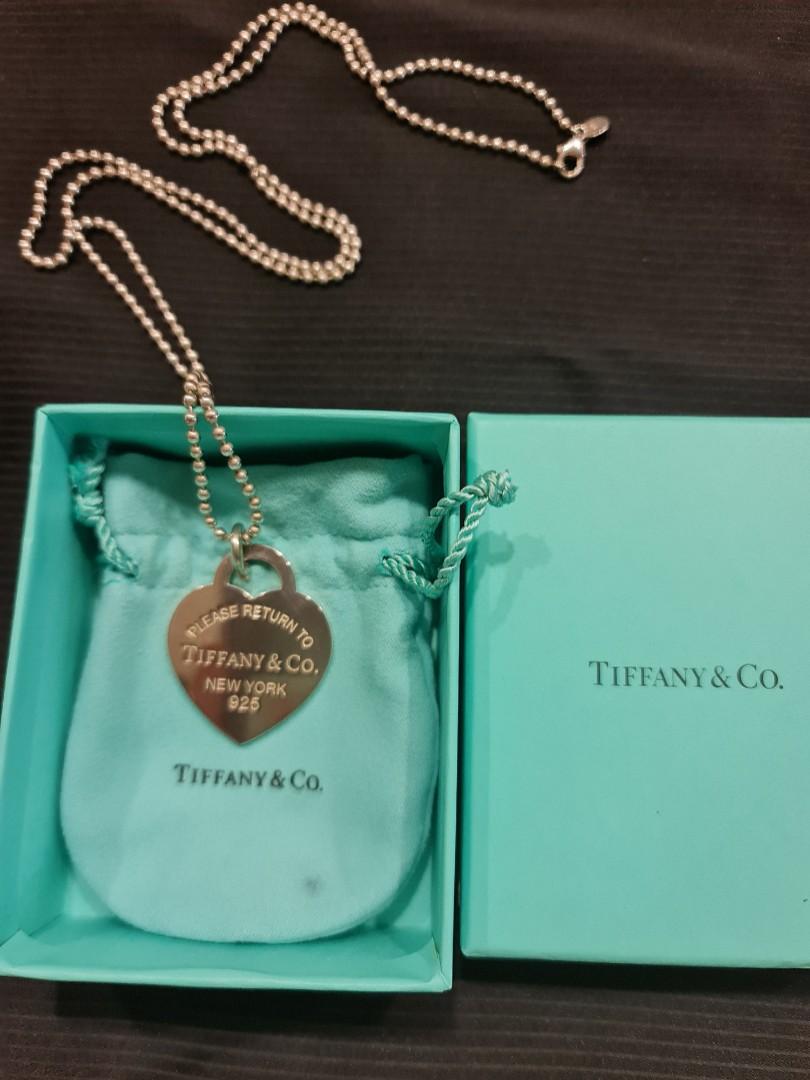 PLEASE RETURN TO
TIFFANY & CO.
NEW YORK
925
TIFFANY & CO.
TIFFANY & CO.